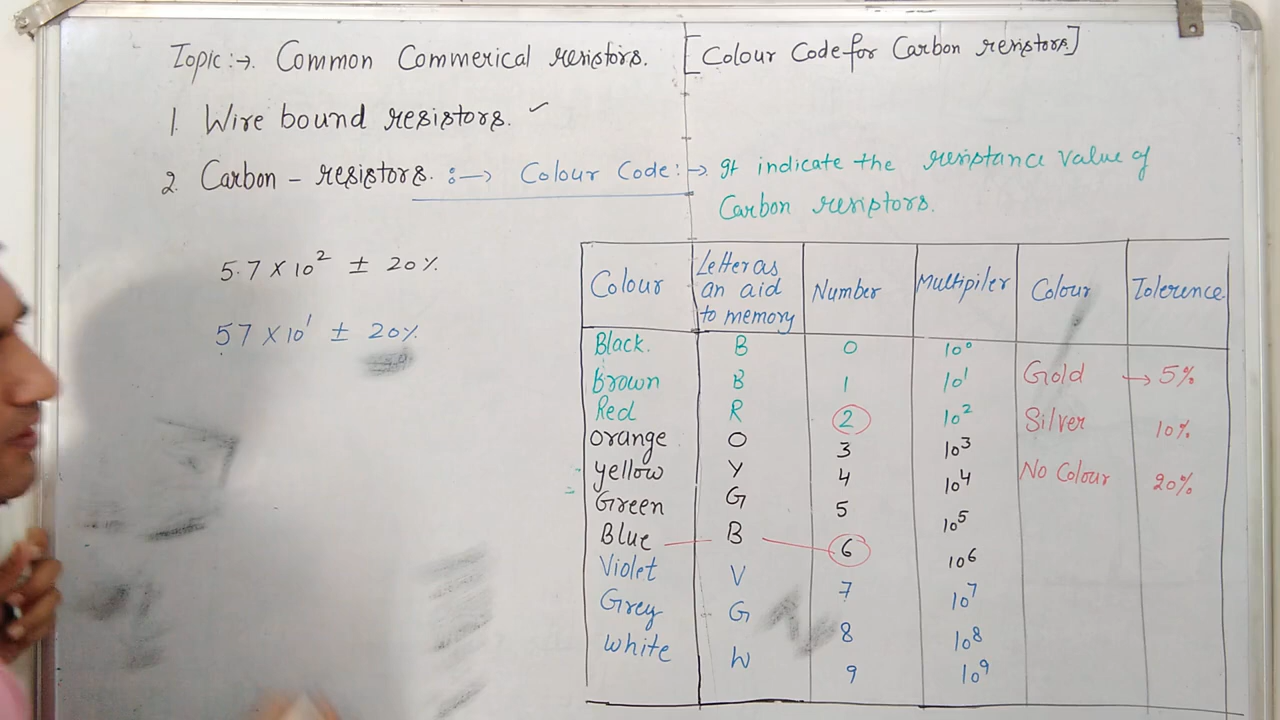 Topic :→. Common Commerical resistors. [Colour Code for Carbon resistors]
1. Wire bound resistors. ✓
2. Carbon - resistors. :→ Colour Code :→ It indicate the resistance value of
Carbon resistors.
5.7 × 10² ± 20%.
57 × 10¹ ± 20%.
Colour | Letter as an aid to memory | Number | Multipiler | Colour | Tolerence.
Black. B 0 10⁰
Brown B 1 10¹ Gold → 5%
Red R 2 10² Silver 10%
orange O 3 10³
yellow Y 4 10⁴ No Colour 20%
Green G 5 10⁵
Blue B 6 10⁶
Violet V 7 10⁷
Grey G 8 10⁸
white W 9 10⁹